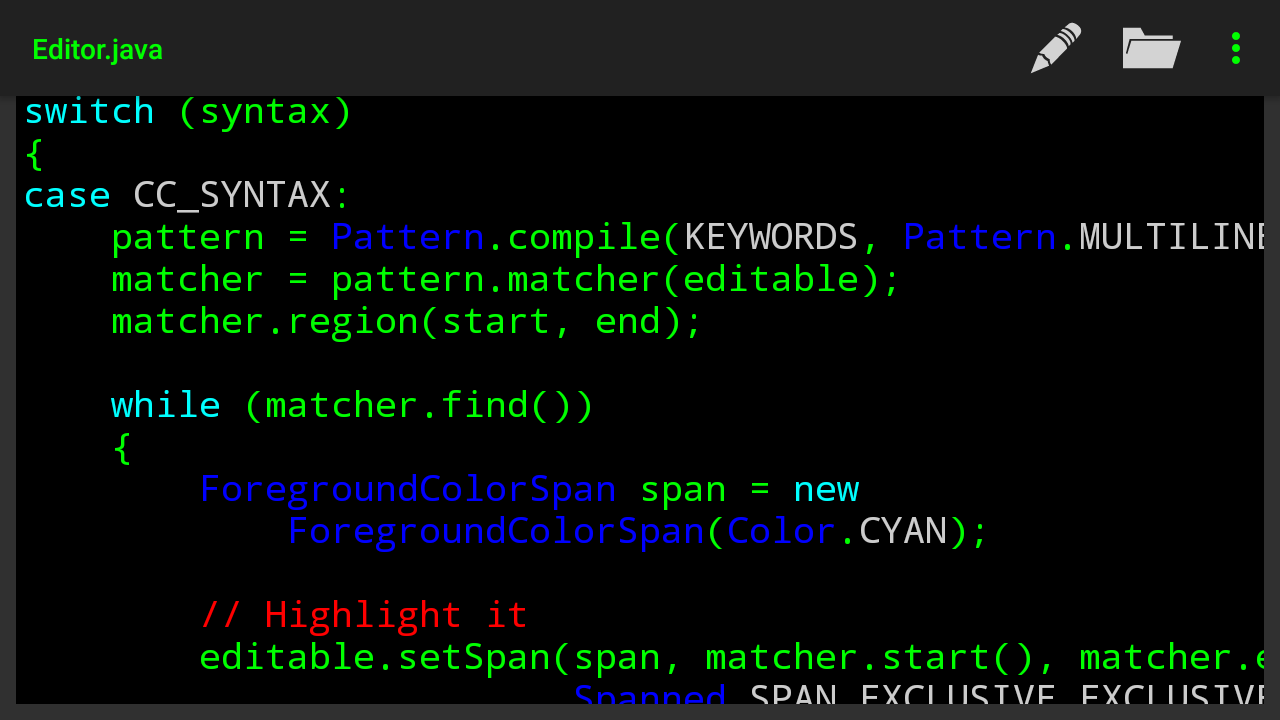 Editor.java
switch (syntax)
{
case CC_SYNTAX:
    pattern = Pattern.compile(KEYWORDS, Pattern.MULTILINE
    matcher = pattern.matcher(editable);
    matcher.region(start, end);
    while (matcher.find())
    {
        ForegroundColorSpan span = new
            ForegroundColorSpan(Color.CYAN);
        // Highlight it
        editable.setSpan(span, matcher.start(), matcher.e
                         Spanned.SPAN_EXCLUSIVE_EXCLUSIVE